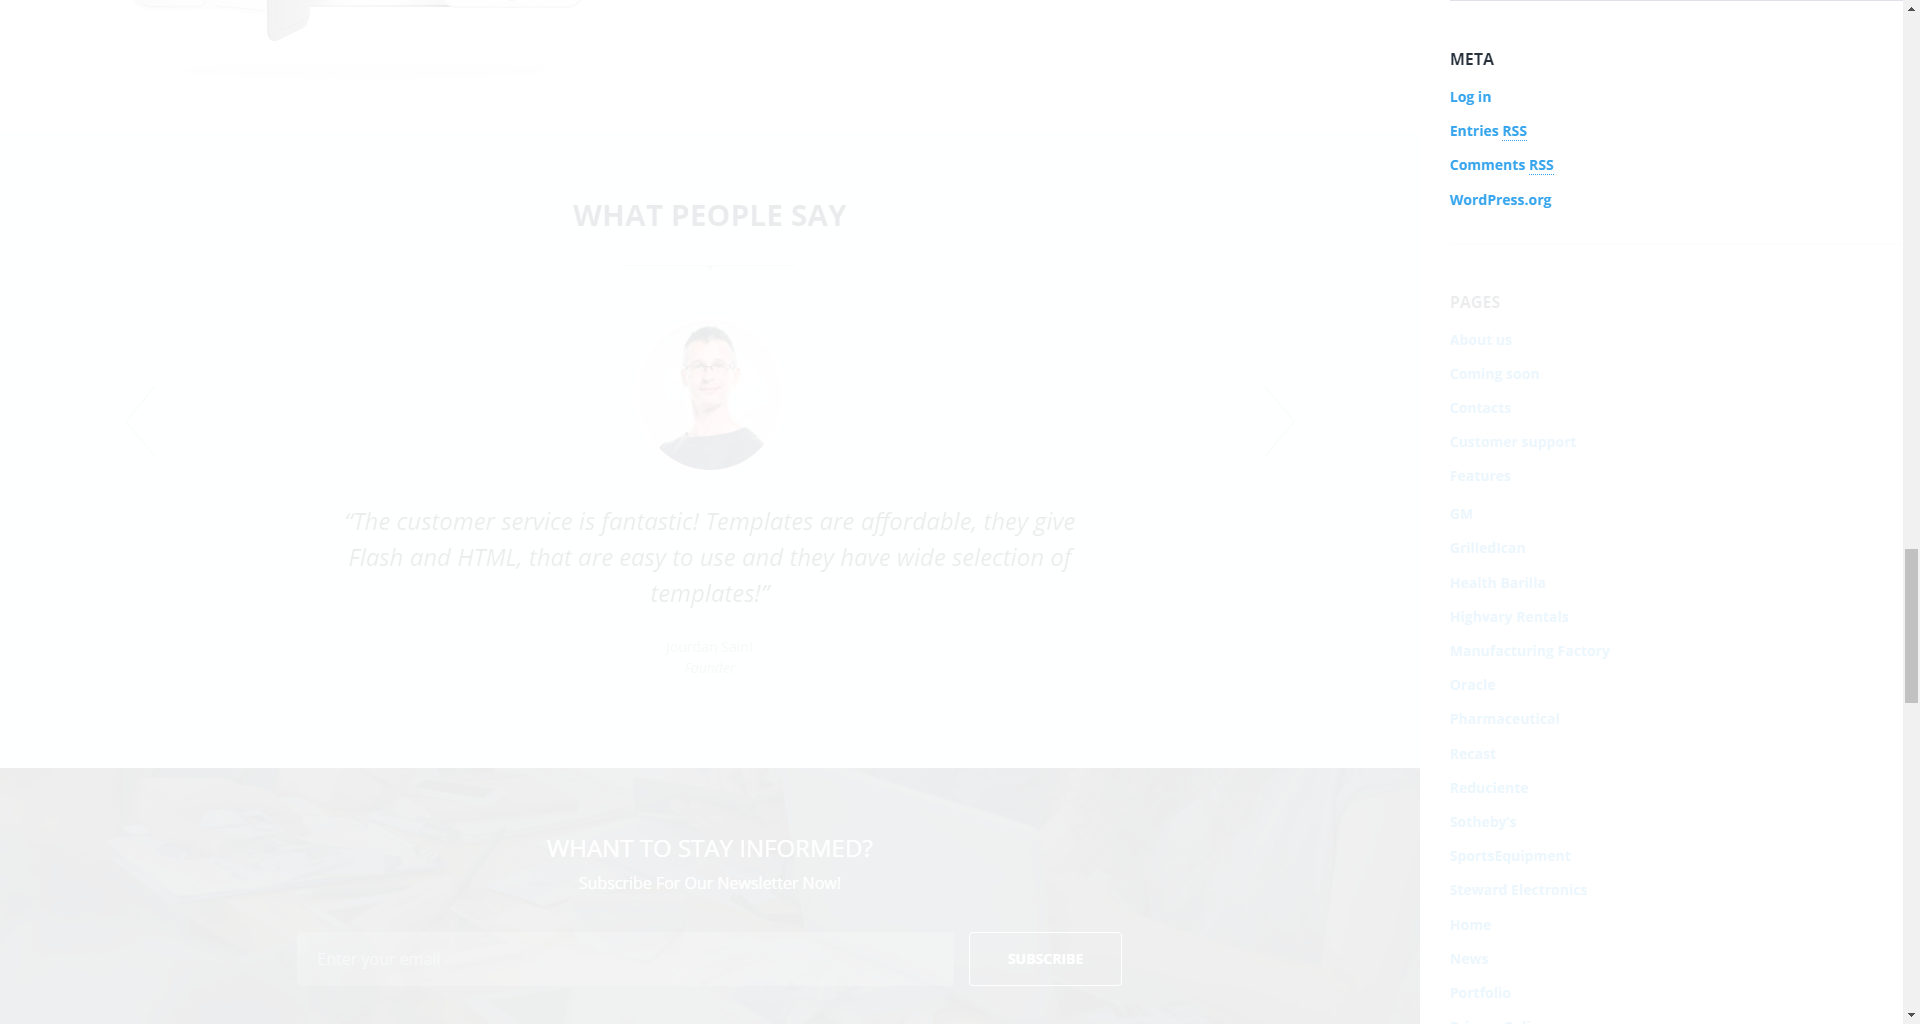 WHAT PEOPLE SAY
“The customer service is fantastic! Templates are affordable, they give
Flash and HTML, that are easy to use and they have wide selection of
templates!”
Jourdan Saint
Founder
WHANT TO STAY INFORMED?
Subscribe For Our Newsletter Now!
Enter your email
SUBSCRIBE
META
Log in
Entries RSS
Comments RSS
WordPress.org
PAGES
About us
Coming soon
Contacts
Customer support
Features
GM
GrilledIcan
Health Barilla
Highvary Rentals
Manufacturing Factory
Oracle
Pharmaceutical
Recast
Reduciente
Sotheby's
SportsEquipment
Steward Electronics
Home
News
Portfolio